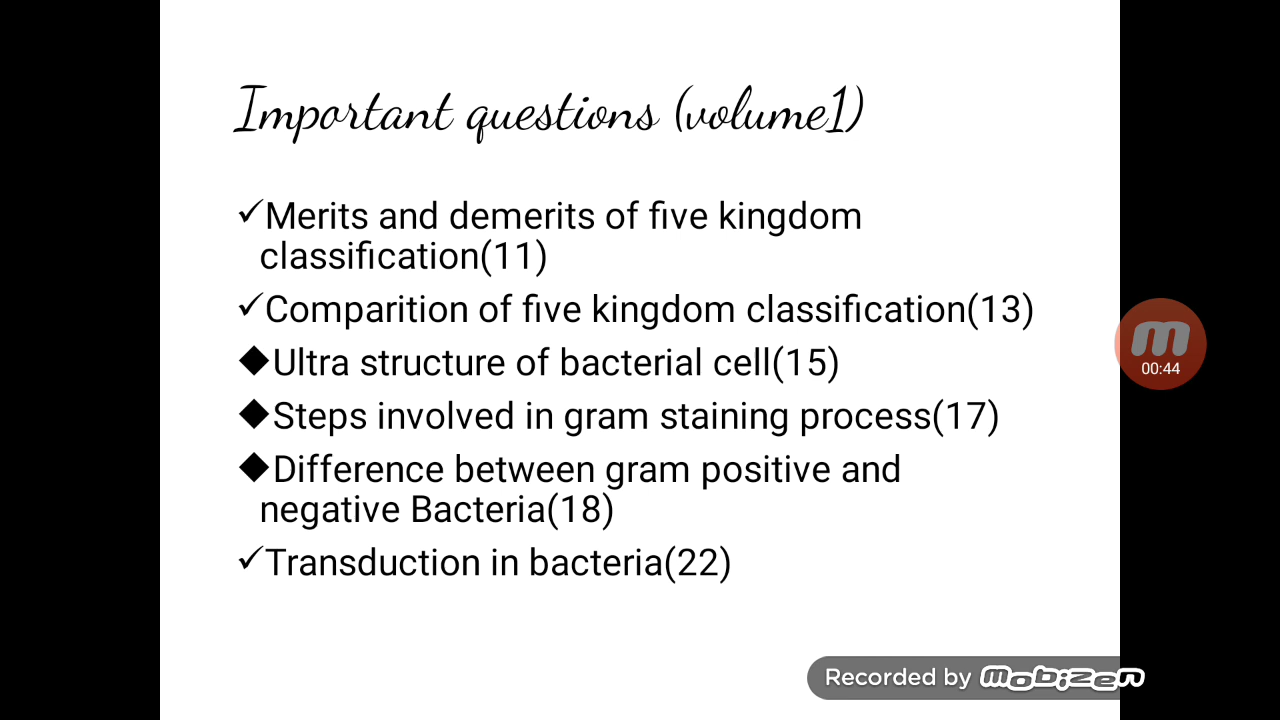 Important questions (volume1)
✓Merits and demerits of five kingdom
classification(11)
✓Comparition of five kingdom classification(13)
◆Ultra structure of bacterial cell(15)
◆Steps involved in gram staining process(17)
◆Difference between gram positive and
negative Bacteria(18)
✓Transduction in bacteria(22)
m
00:44
Recorded by mobizen